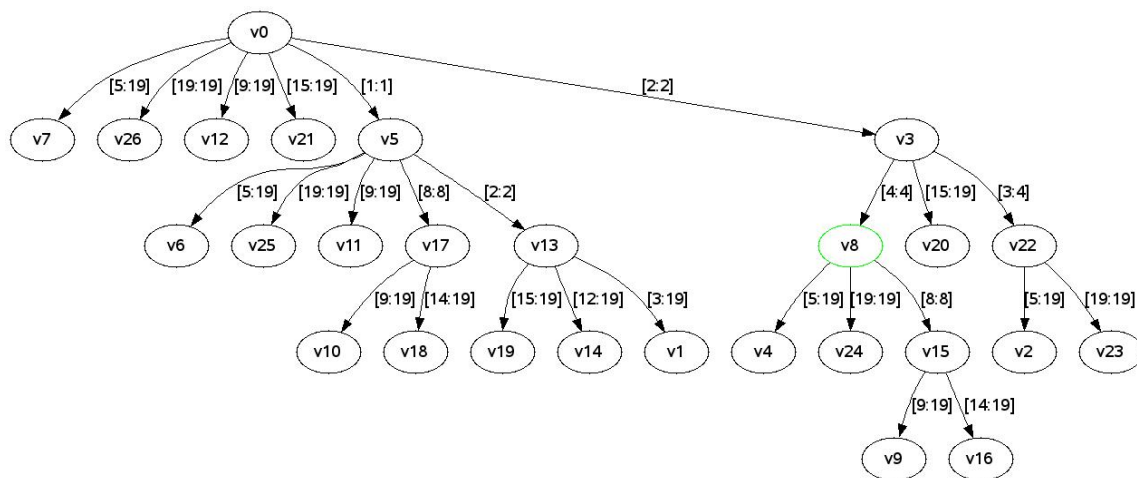 v0
[5:19] [19:19] [9:19] [15:19] [1:1] [2:2]
v7 v26 v12 v21 v5 v3
[5:19] [19:19] [9:19] [8:8] [2:2] [4:4] [15:19] [3:4]
v6 v25 v11 v17 v13 v8 v20 v22
[9:19] [14:19] [15:19] [12:19] [3:19] [5:19] [19:19] [8:8] [5:19] [19:19]
v10 v18 v19 v14 v1 v4 v24 v15 v2 v23
[9:19] [14:19]
v9 v16